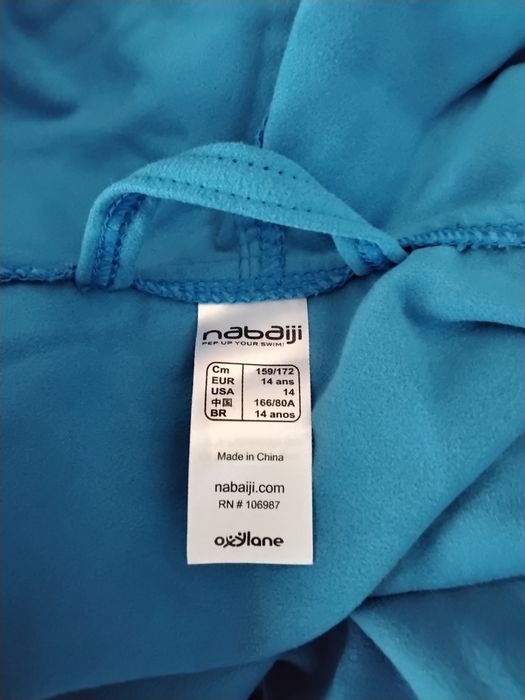 nabaiji
PEP UP YOUR SWIM!
Cm 159/172
EUR 14 ans
USA 14
中国 166/80A
BR 14 anos
Made in China
nabaiji.com
RN # 106987
oxylane